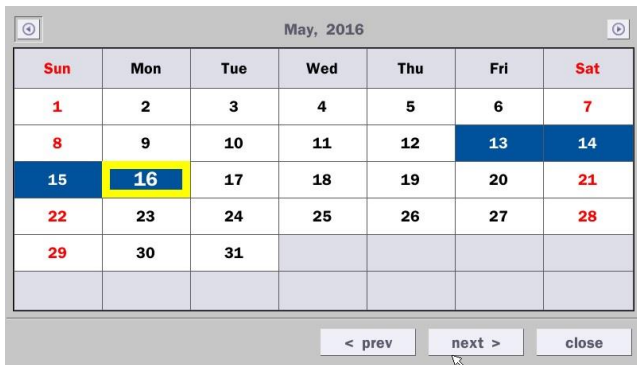 May, 2016
Sun Mon Tue Wed Thu Fri Sat
1 2 3 4 5 6 7
8 9 10 11 12 13 14
15 16 17 18 19 20 21
22 23 24 25 26 27 28
29 30 31
< prev next > close